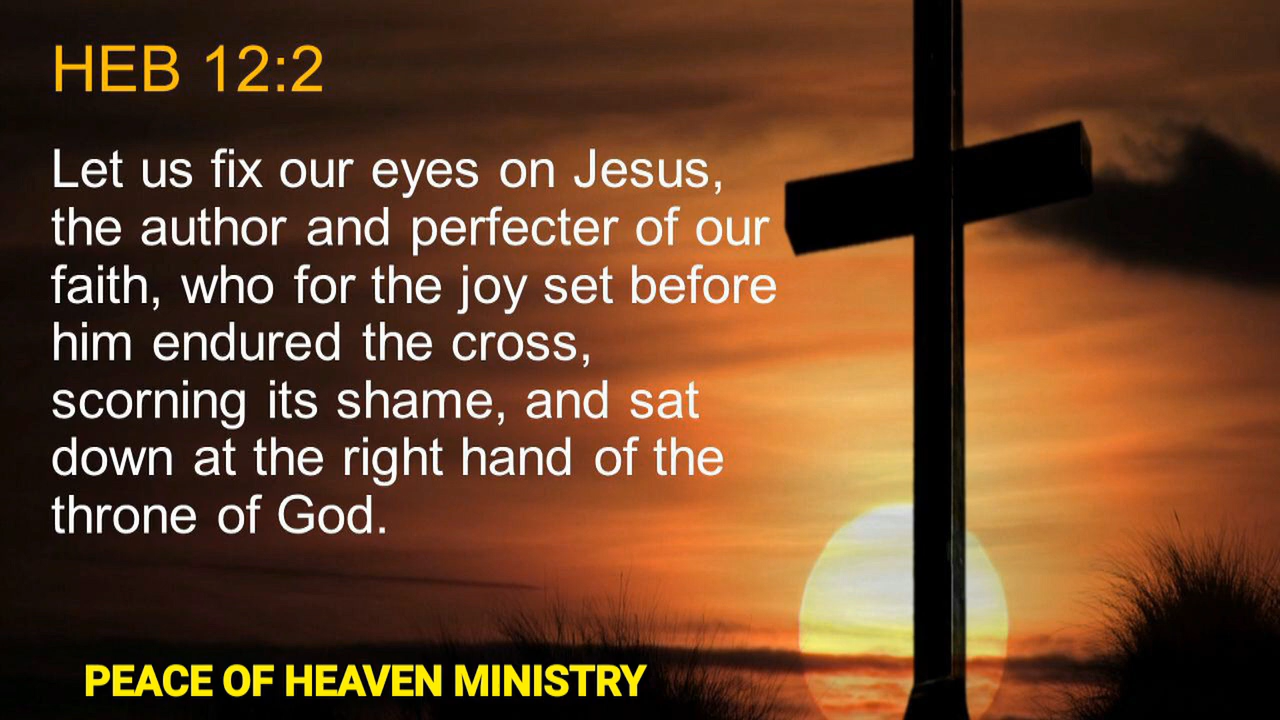 HEB 12:2
Let us fix our eyes on Jesus,
the author and perfecter of our
faith, who for the joy set before
him endured the cross,
scorning its shame, and sat
down at the right hand of the
throne of God.
PEACE OF HEAVEN MINISTRY